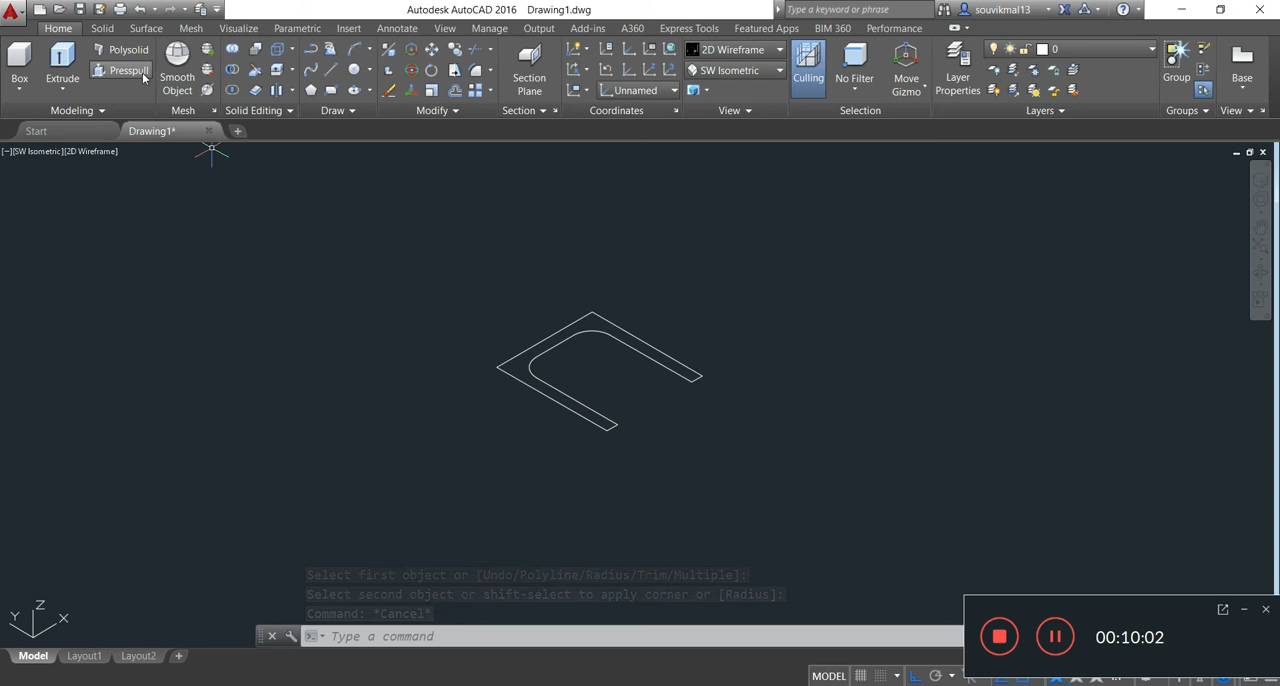 Autodesk AutoCAD 2016 Drawing1.dwg
Type a keyword or phrase
souvikmal13
Home Solid Surface Mesh Visualize Parametric Insert Annotate View Manage Output Add-ins A360 Express Tools Featured Apps BIM 360 Performance
Polysolid
2D Wireframe
0
Presspull
SW Isometric
Box Extrude Smooth Object Section Plane Culling No Filter Move Gizmo Layer Properties Group Base
Unnamed
Modeling Mesh Solid Editing Draw Modify Section Coordinates View Selection Layers Groups View
Start Drawing1*
[−][SW Isometric][2D Wireframe]
Select first object or [Undo/Polyline/Radius/Trim/Multiple]:
Select second object or shift-select to apply corner or [Radius]:
Z
Command: *Cancel*
Y X
Type a command
00:10:02
Model Layout1 Layout2
MODEL